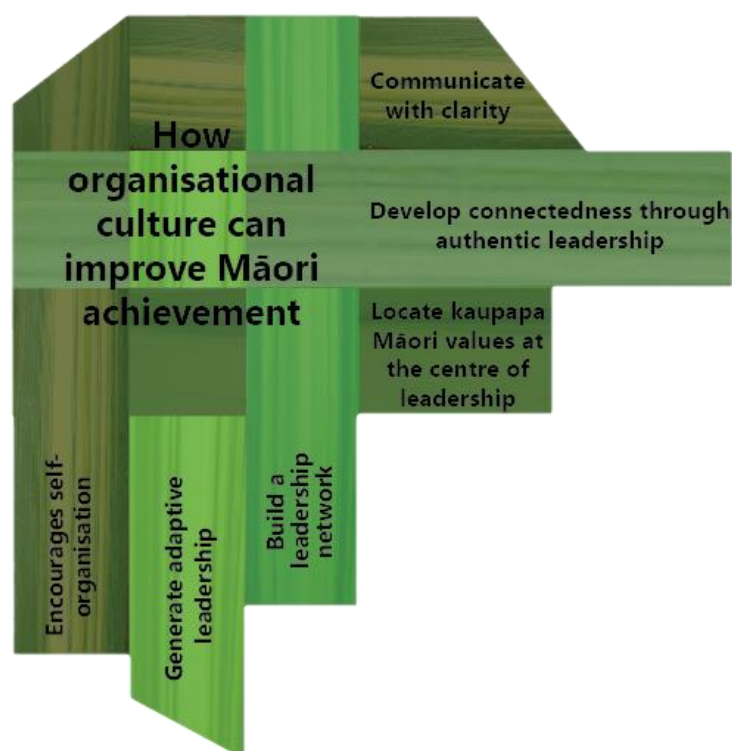 How
organisational
culture can
improve Māori
achievement
Communicate
with clarity
Develop connectedness through
authentic leadership
Locate kaupapa
Māori values at
the centre of
leadership
Encourages self-
organisation
Generate adaptive
leadership
Build a
leadership
network